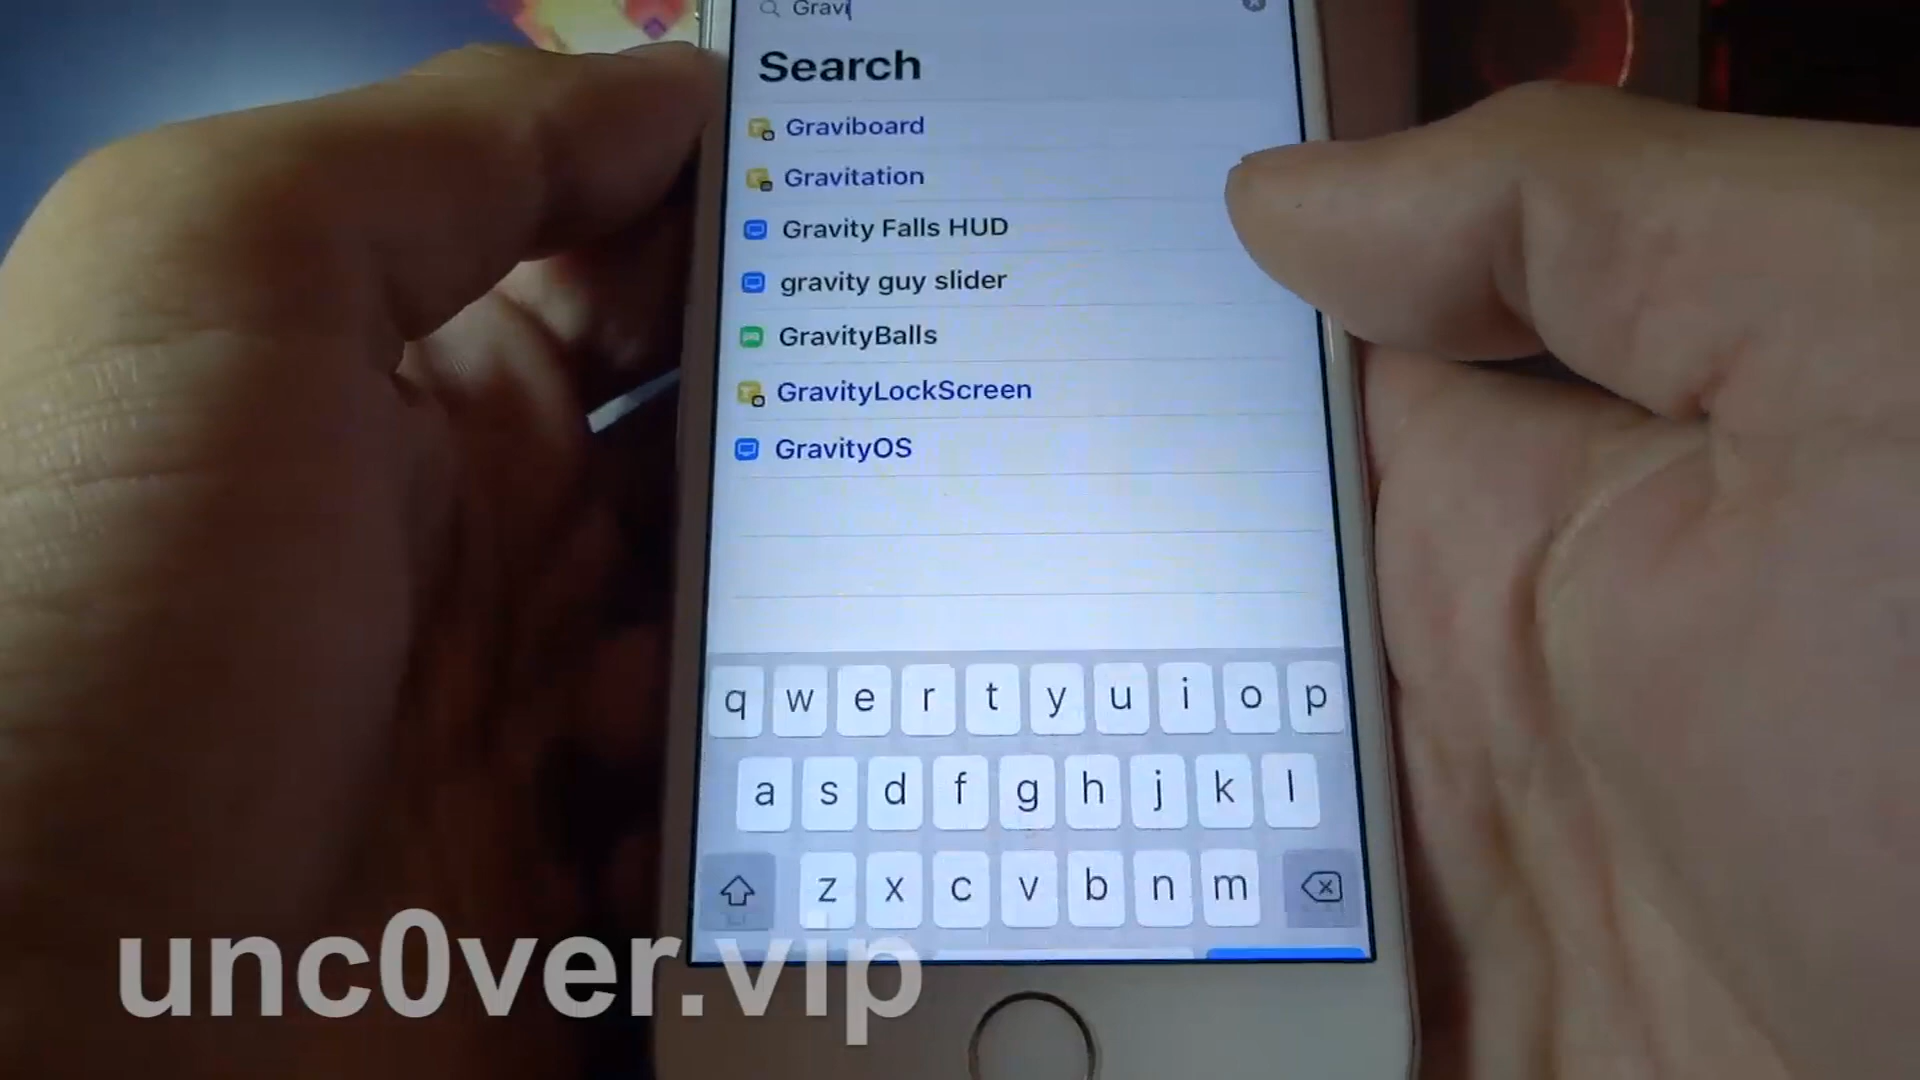 Gravi
Search
Graviboard
Gravitation
Gravity Falls HUD
gravity guy slider
GravityBalls
GravityLockScreen
GravityOS
q w e r t y u i o p
a s d f g h j k l
z x c v b n m
unc0ver.vip